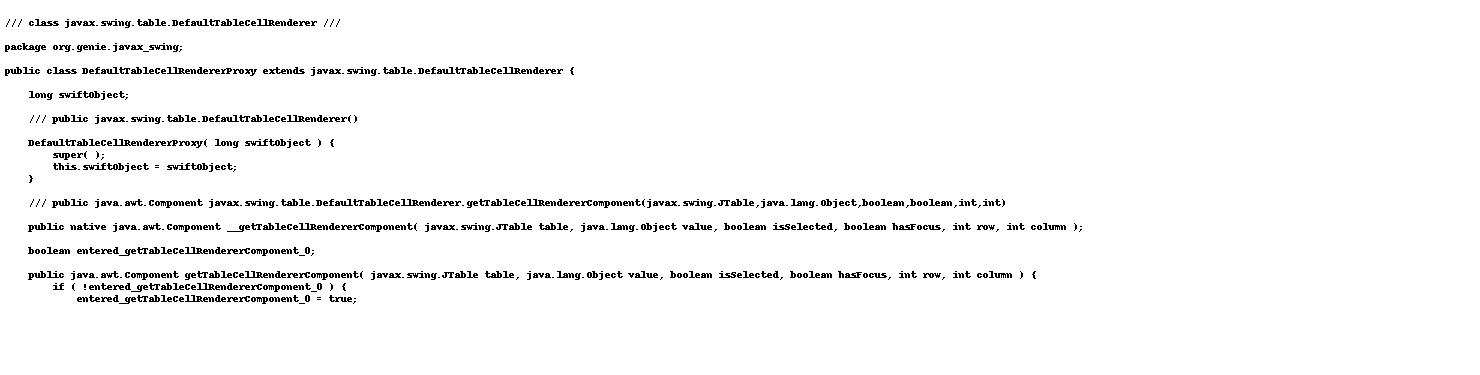 /// class javax.swing.table.DefaultTableCellRenderer ///
package org.genie.javax_swing;
public class DefaultTableCellRendererProxy extends javax.swing.table.DefaultTableCellRenderer {
long swiftObject;
/// public javax.swing.table.DefaultTableCellRenderer()
DefaultTableCellRendererProxy( long swiftObject ) {
super( );
this.swiftObject = swiftObject;
}
/// public java.awt.Component javax.swing.table.DefaultTableCellRenderer.getTableCellRendererComponent(javax.swing.JTable,java.lang.Object,boolean,boolean,int,int)
public native java.awt.Component __getTableCellRendererComponent( javax.swing.JTable table, java.lang.Object value, boolean isSelected, boolean hasFocus, int row, int column );
boolean entered_getTableCellRendererComponent_0;
public java.awt.Component getTableCellRendererComponent( javax.swing.JTable table, java.lang.Object value, boolean isSelected, boolean hasFocus, int row, int column ) {
if ( !entered_getTableCellRendererComponent_0 ) {
entered_getTableCellRendererComponent_0 = true;